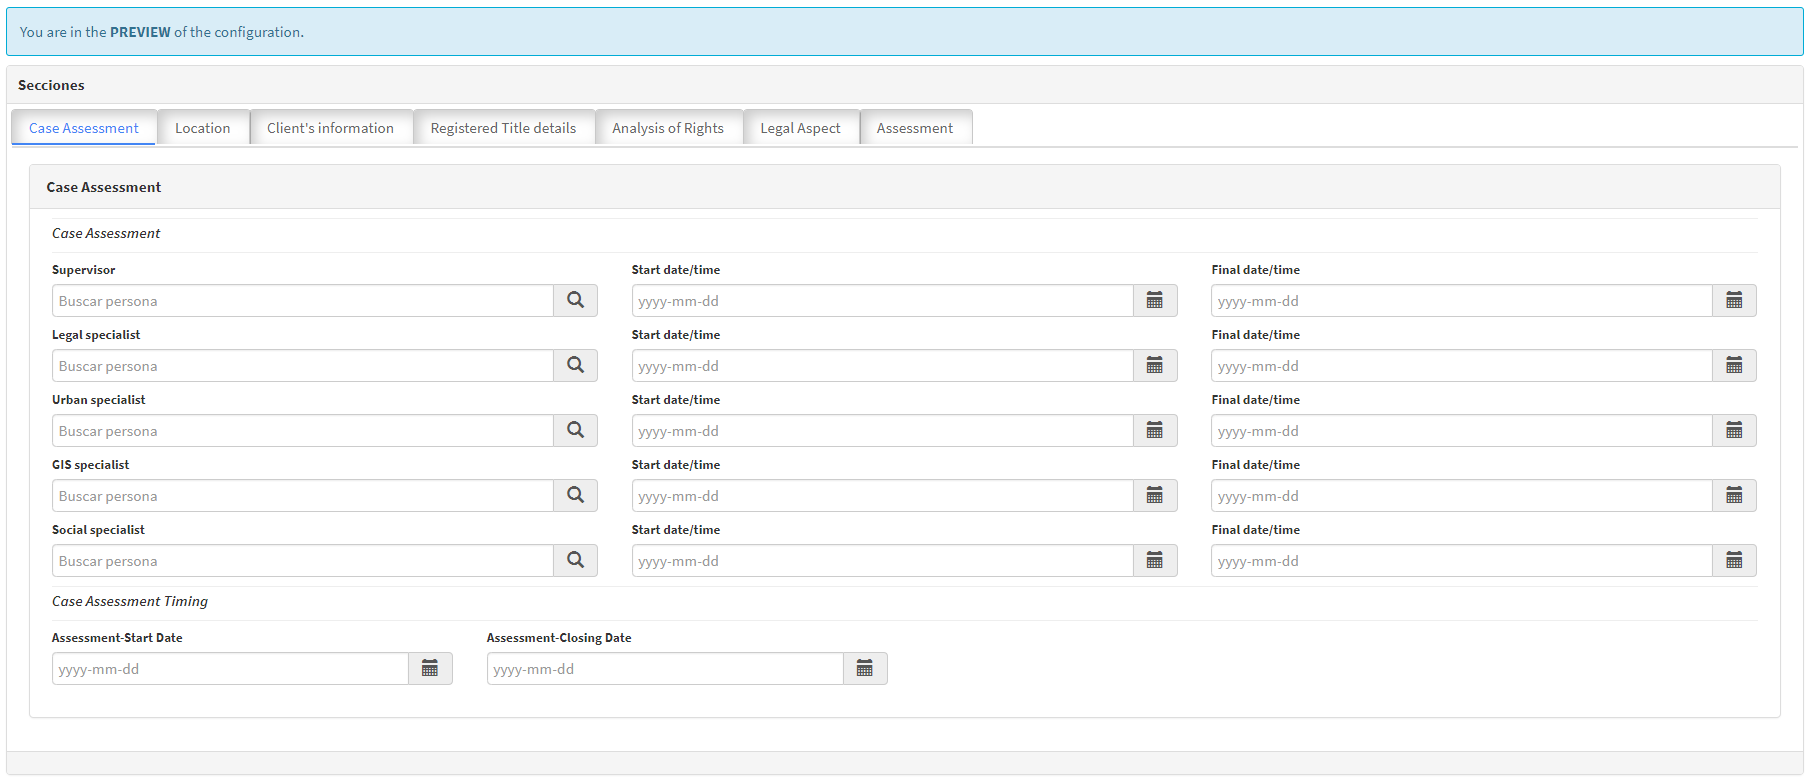 You are in the PREVIEW of the configuration.
Secciones
Case Assessment Location Client's information Registered Title details Analysis of Rights Legal Aspect Assessment
Case Assessment
Case Assessment
Supervisor Start date/time Final date/time
Buscar persona yyyy-mm-dd yyyy-mm-dd
Legal specialist Start date/time Final date/time
Buscar persona yyyy-mm-dd yyyy-mm-dd
Urban specialist Start date/time Final date/time
Buscar persona yyyy-mm-dd yyyy-mm-dd
GIS specialist Start date/time Final date/time
Buscar persona yyyy-mm-dd yyyy-mm-dd
Social specialist Start date/time Final date/time
Buscar persona yyyy-mm-dd yyyy-mm-dd
Case Assessment Timing
Assessment-Start Date Assessment-Closing Date
yyyy-mm-dd yyyy-mm-dd